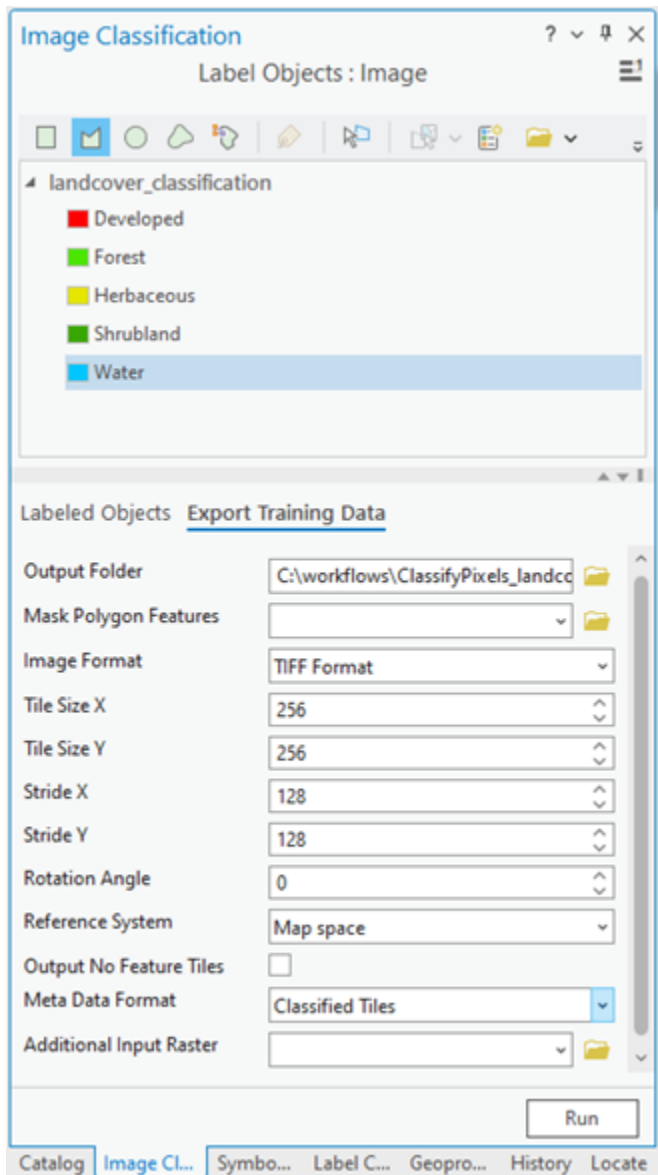 Image Classification
Label Objects : Image
landcover_classification
Developed
Forest
Herbaceous
Shrubland
Water
Labeled Objects Export Training Data
Output Folder C:\workflows\ClassifyPixels_landcc
Mask Polygon Features
Image Format TIFF Format
Tile Size X 256
Tile Size Y 256
Stride X 128
Stride Y 128
Rotation Angle 0
Reference System Map space
Output No Feature Tiles
Meta Data Format Classified Tiles
Additional Input Raster
Run
Catalog Image Cl... Symbo... Label C... Geopro... History Locate